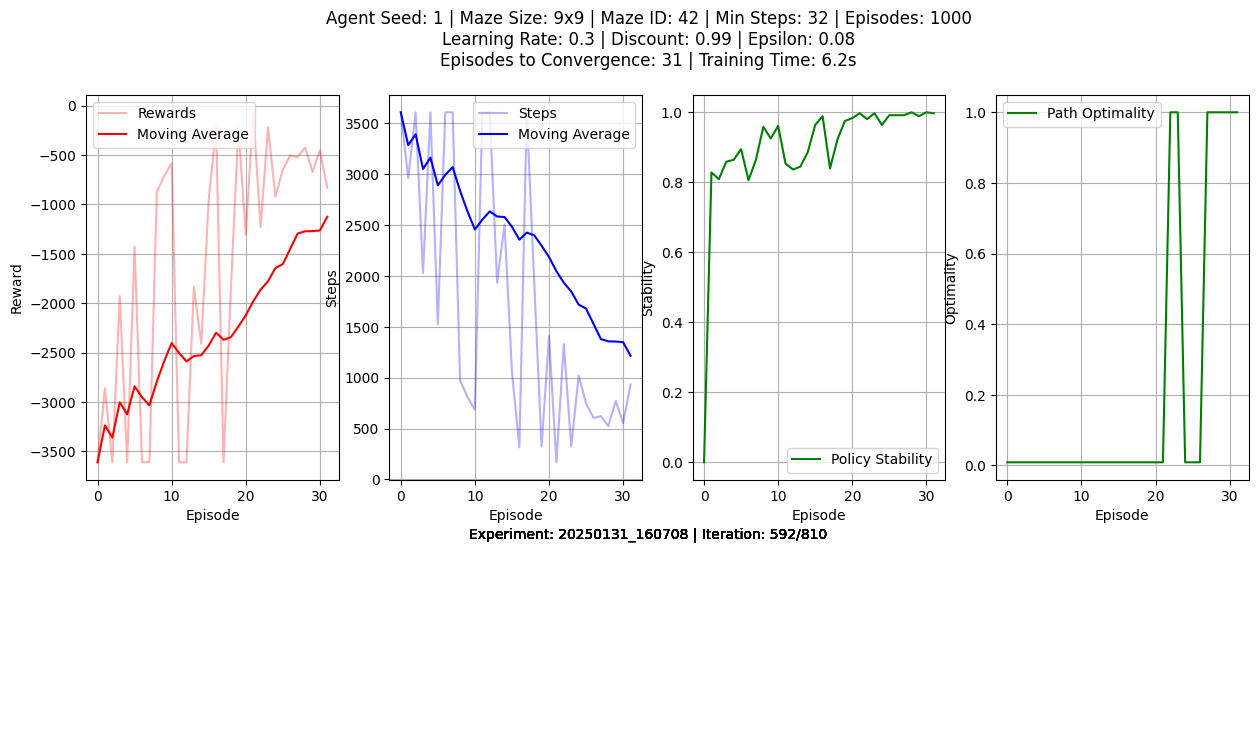 Agent Seed: 1 | Maze Size: 9x9 | Maze ID: 42 | Min Steps: 32 | Episodes: 1000
Learning Rate: 0.3 | Discount: 0.99 | Epsilon: 0.08
Episodes to Convergence: 31 | Training Time: 6.2s
Rewards
Moving Average
0
−500
−1000
−1500
−2000
−2500
−3000
−3500
Reward
0
10
20
30
Episode
Steps
Moving Average
3500
3000
2500
2000
1500
1000
500
0
Steps
0
10
20
30
Episode
1.0
0.8
0.6
0.4
0.2
0.0
Stability
Policy Stability
0
10
20
30
Episode
Path Optimality
1.0
0.8
0.6
0.4
0.2
0.0
Optimality
0
10
20
30
Episode
Experiment: 20250131_160708 | Iteration: 592/810